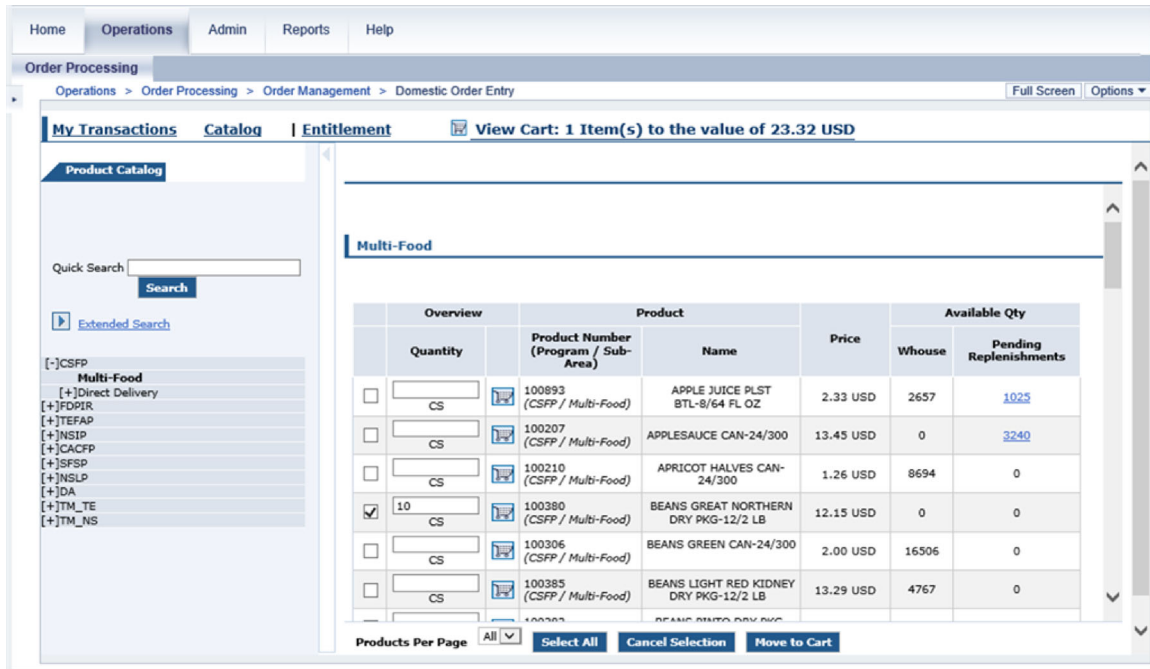 Home Operations Admin Reports Help
Order Processing
Operations > Order Processing > Order Management > Domestic Order Entry Full Screen Options
My Transactions Catalog | Entitlement View Cart: 1 Item(s) to the value of 23.32 USD
Product Catalog
Multi-Food
Quick Search
Search
Extended Search
[-]CSFP
Multi-Food
[+]Direct Delivery
[+]FDPIR
[+]TEFAP
[+]NSIP
[+]CACFP
[+]SFSP
[+]NSLP
[+]DA
[+]TM_TE
[+]TM_NS
Overview Product Price Available Qty
Quantity Product Number (Program / Sub-Area) Name Whouse Pending Replenishments
CS 100893 (CSFP / Multi-Food) APPLE JUICE PLST BTL-8/64 FL OZ 2.33 USD 2657 1025
CS 100207 (CSFP / Multi-Food) APPLESAUCE CAN-24/300 13.45 USD 0 3240
CS 100210 (CSFP / Multi-Food) APRICOT HALVES CAN-24/300 1.26 USD 8694 0
10 CS 100380 (CSFP / Multi-Food) BEANS GREAT NORTHERN DRY PKG-12/2 LB 12.15 USD 0 0
CS 100306 (CSFP / Multi-Food) BEANS GREEN CAN-24/300 2.00 USD 16506 0
CS 100385 (CSFP / Multi-Food) BEANS LIGHT RED KIDNEY DRY PKG-12/2 LB 13.29 USD 4767 0
Products Per Page All Select All Cancel Selection Move to Cart